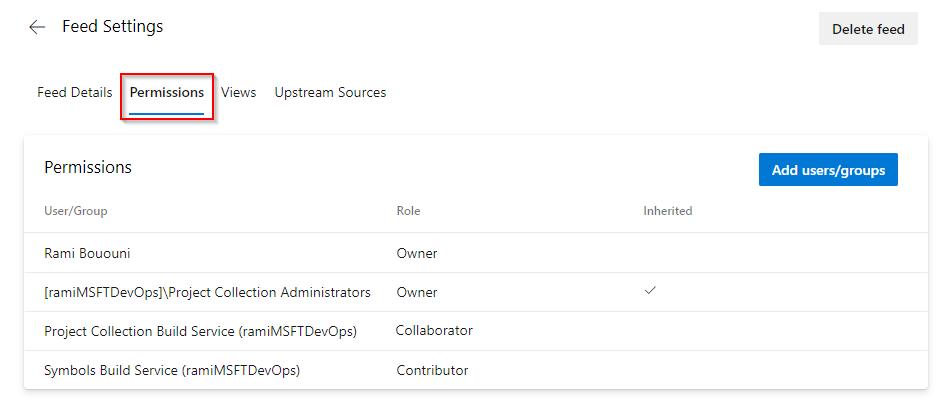 Feed Settings
Delete feed
Feed Details Permissions Views Upstream Sources
Permissions
Add users/groups
User/Group Role Inherited
Rami Bououni Owner
[ramiMSFTDevOps]\Project Collection Administrators Owner
Project Collection Build Service (ramiMSFTDevOps) Collaborator
Symbols Build Service (ramiMSFTDevOps) Contributor